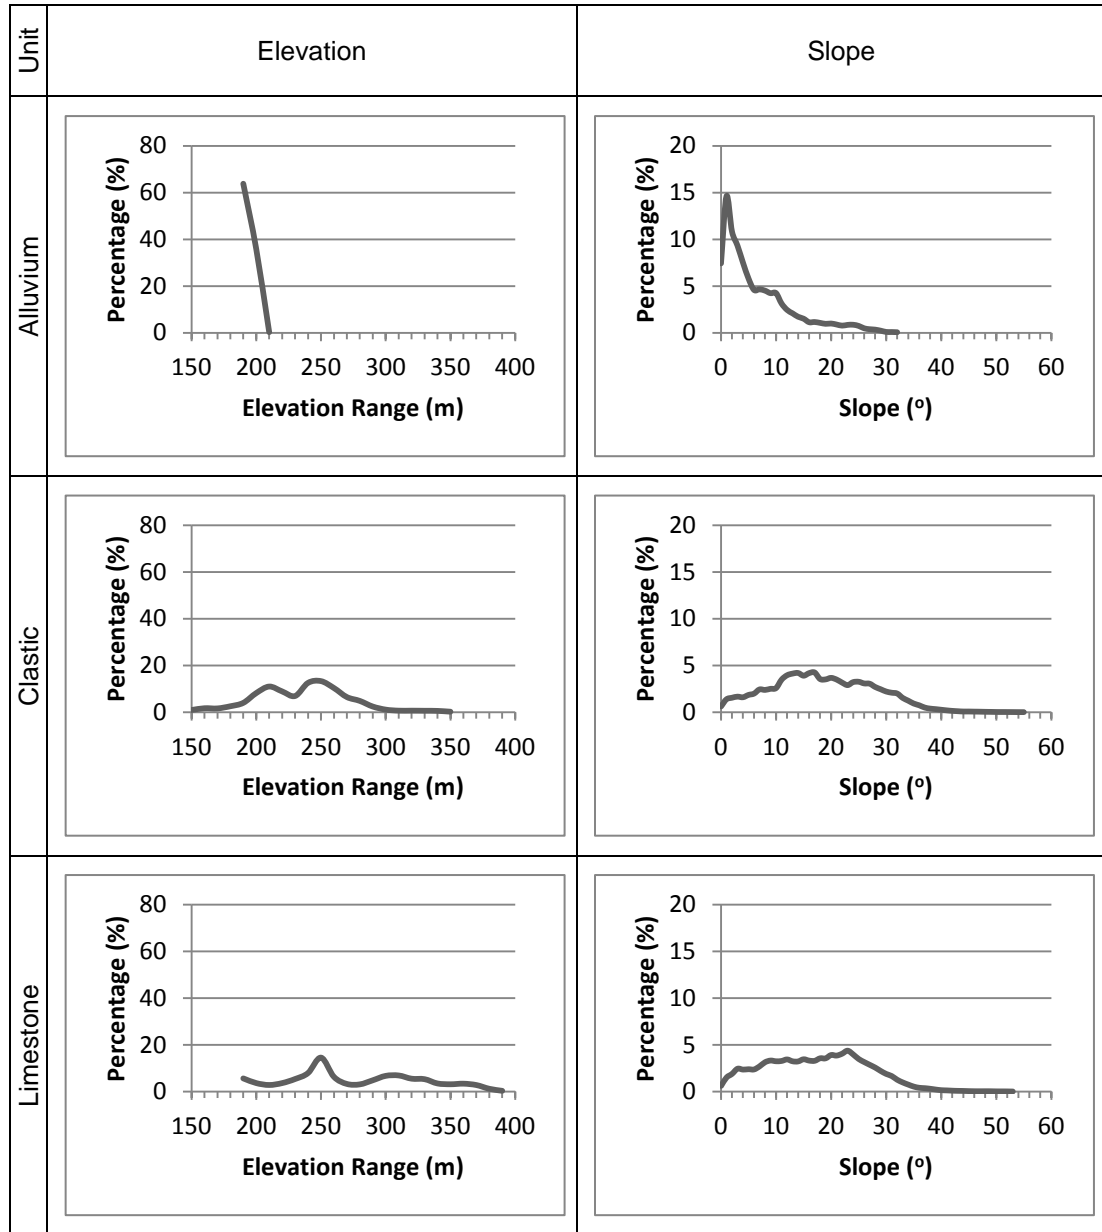 Unit
Elevation
Slope
Alluvium
Percentage (%)
80
60
40
20
0
150 200 250 300 350 400
Elevation Range (m)
Percentage (%)
20
15
10
5
0
0 10 20 30 40 50 60
Slope (º)
Clastic
Percentage (%)
80
60
40
20
0
150 200 250 300 350 400
Elevation Range (m)
Percentage (%)
20
15
10
5
0
0 10 20 30 40 50 60
Slope (º)
Limestone
Percentage (%)
80
60
40
20
0
150 200 250 300 350 400
Elevation Range (m)
Percentage (%)
20
15
10
5
0
0 10 20 30 40 50 60
Slope (º)